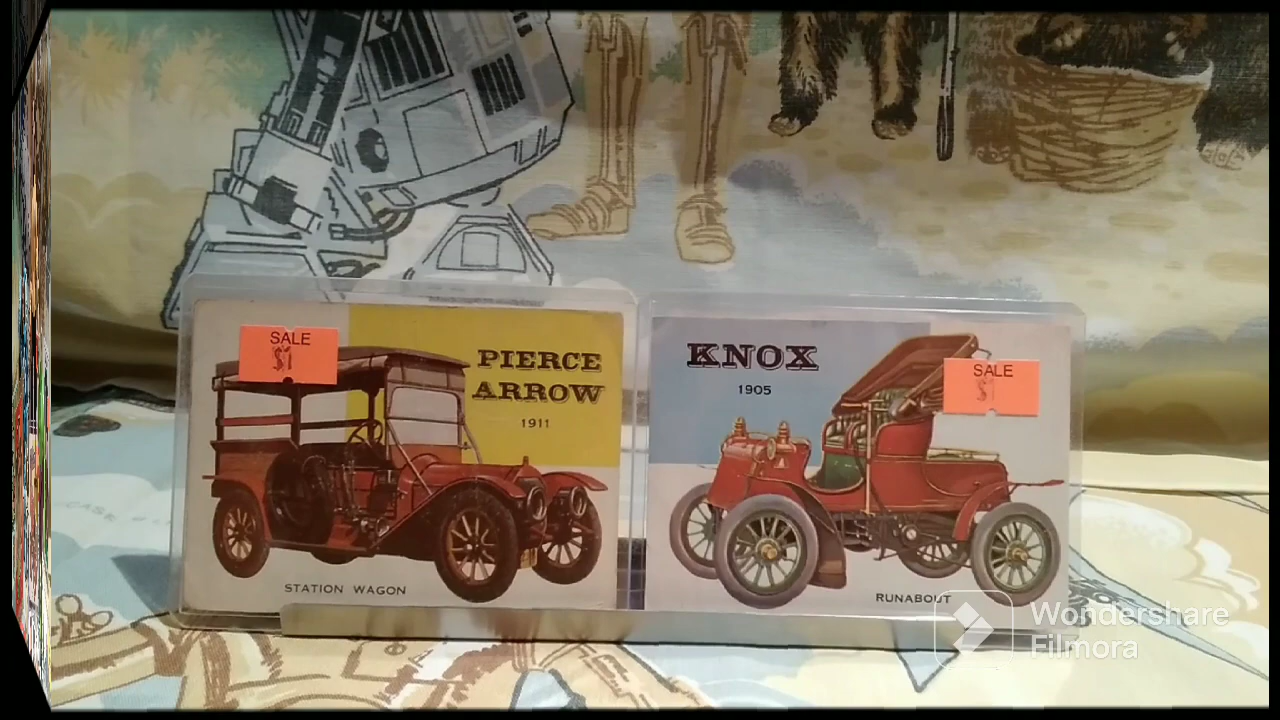 SALE
$1
PIERCE
ARROW
1911
STATION WAGON
KNOX
1905
SALE
$1
RUNABOUT
Wondershare
Filmora